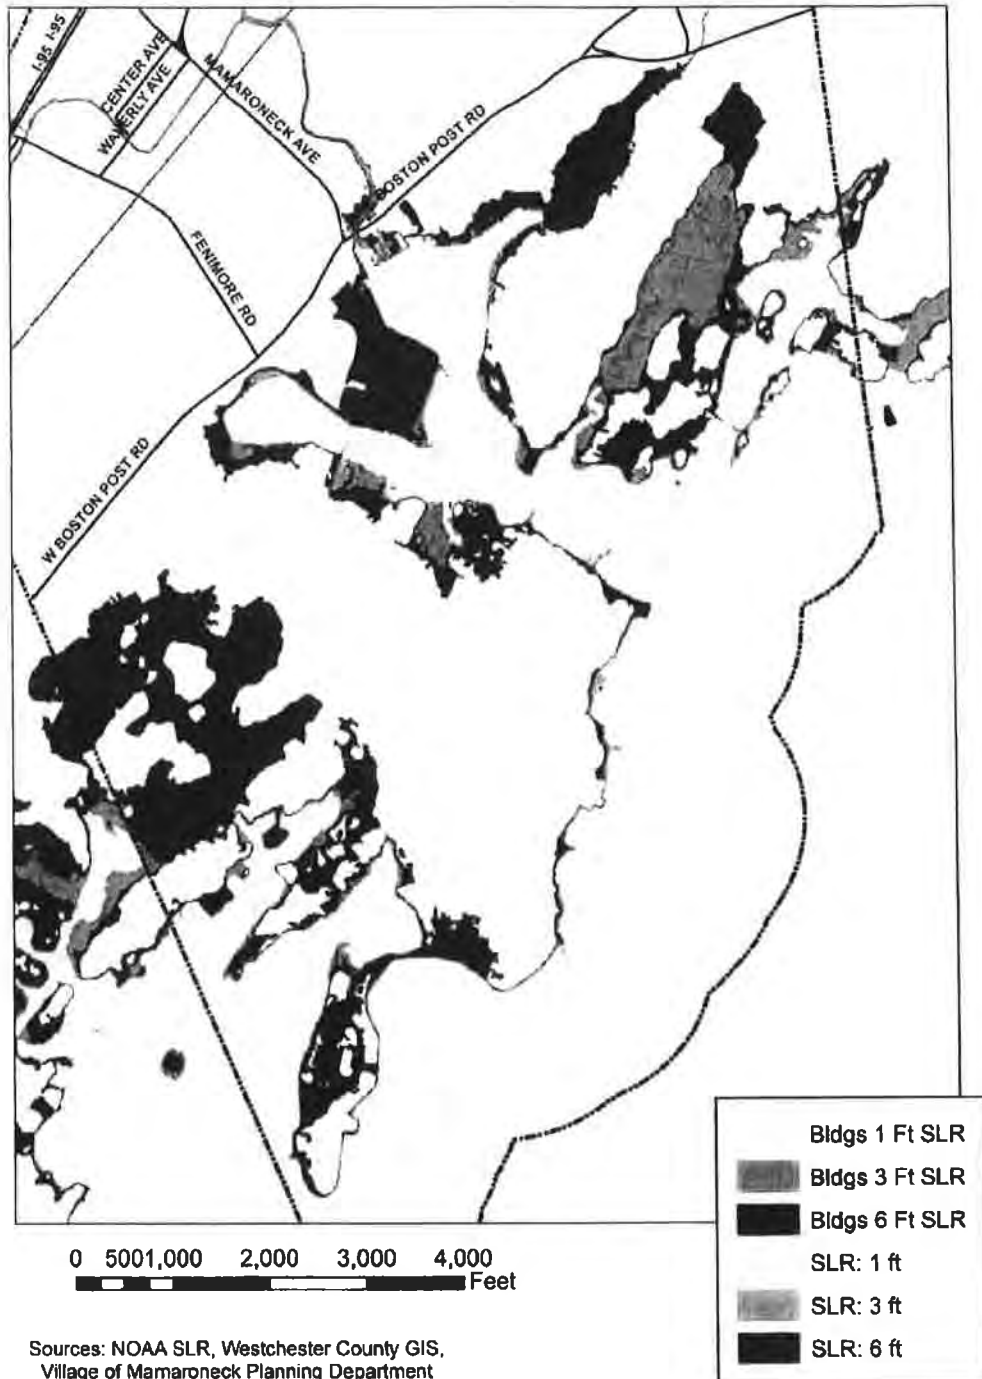 I-95 I-95
CENTER AVE
WAVERLY AVE
MAMARONECK AVE
BOSTON POST RD
FENIMORE RD
W BOSTON POST RD
Bldgs 1 Ft SLR
Bldgs 3 Ft SLR
Bldgs 6 Ft SLR
SLR: 1 ft
SLR: 3 ft
SLR: 6 ft
0 5001,000 2,000 3,000 4,000
Feet
Sources: NOAA SLR, Westchester County GIS,
Village of Mamaroneck Planning Department